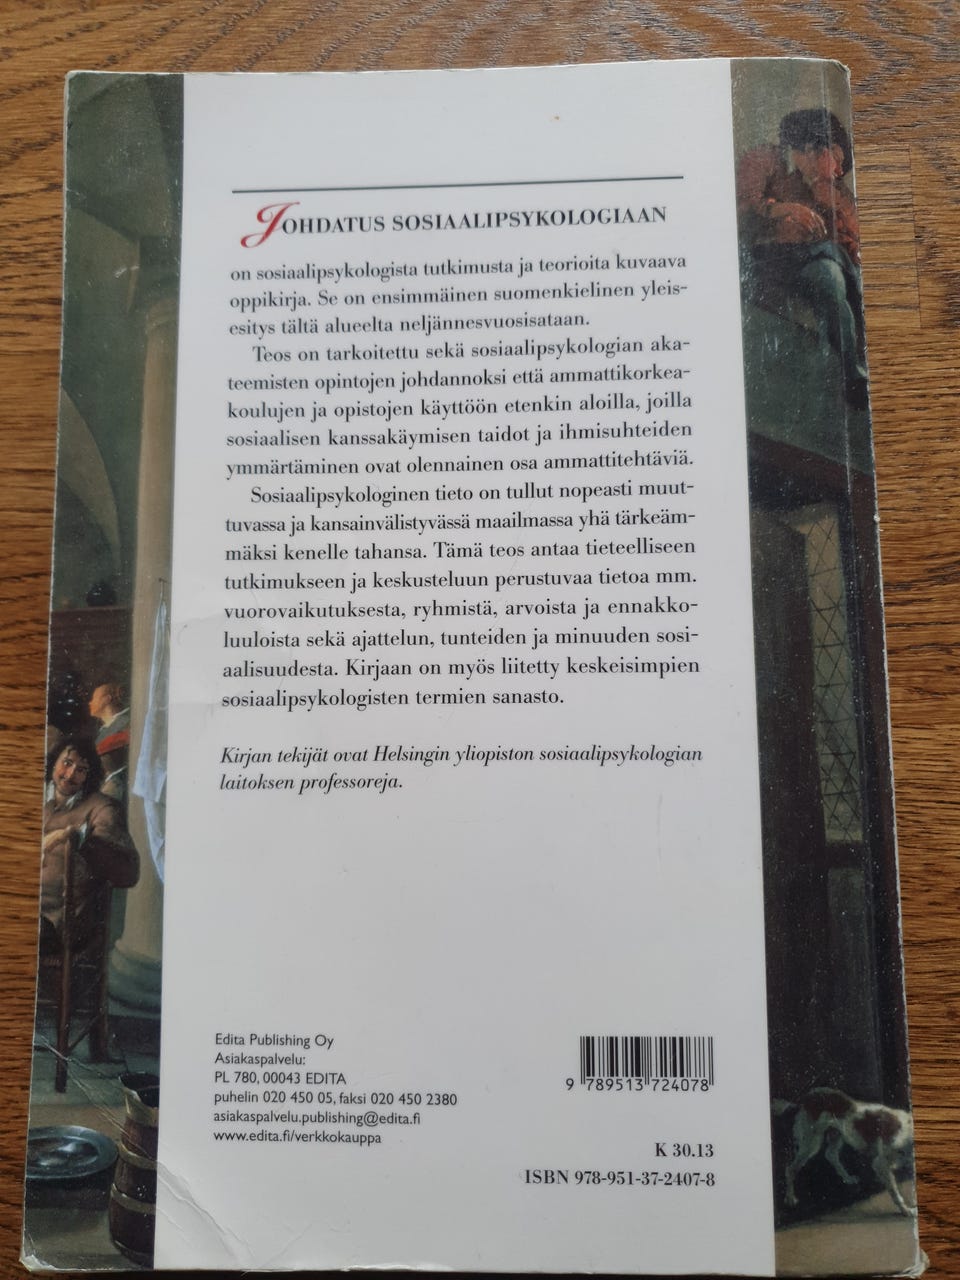 JOHDATUS SOSIAALIPSYKOLOGIAAN
on sosiaalipsykologista tutkimusta ja teorioita kuvaava
oppikirja. Se on ensimmäinen suomenkielinen yleis-
esitys tältä alueelta neljännesvuosisataan.
Teos on tarkoitettu sekä sosiaalipsykologian aka-
teemisten opintojen johdannoksi että ammattikorkea-
koulujen ja opistojen käyttöön etenkin aloilla, joilla
sosiaalisen kanssakäymisen taidot ja ihmisuhteiden
ymmärtäminen ovat olennainen osa ammattitehtäviä.
Sosiaalipsykologinen tieto on tullut nopeasti muut-
tuvassa ja kansainvälistyvässä maailmassa yhä tärkeäm-
mäksi kenelle tahansa. Tämä teos antaa tieteelliseen
tutkimukseen ja keskusteluun perustuvaa tietoa mm.
vuorovaikutuksesta, ryhmistä, arvoista ja ennakko-
luuloista sekä ajattelun, tunteiden ja minuuden sosi-
aalisuudesta. Kirjaan on myös liitetty keskeisimpien
sosiaalipsykologisten termien sanasto.
Kirjan tekijät ovat Helsingin yliopiston sosiaalipsykologian
laitoksen professoreja.
Edita Publishing Oy
Asiakaspalvelu:
PL 780, 00043 EDITA
puhelin 020 450 05, faksi 020 450 2380
asiakaspalvelu.publishing@edita.fi
www.edita.fi/verkkokauppa
9 789513 724078
K 30.13
ISBN 978-951-37-2407-8